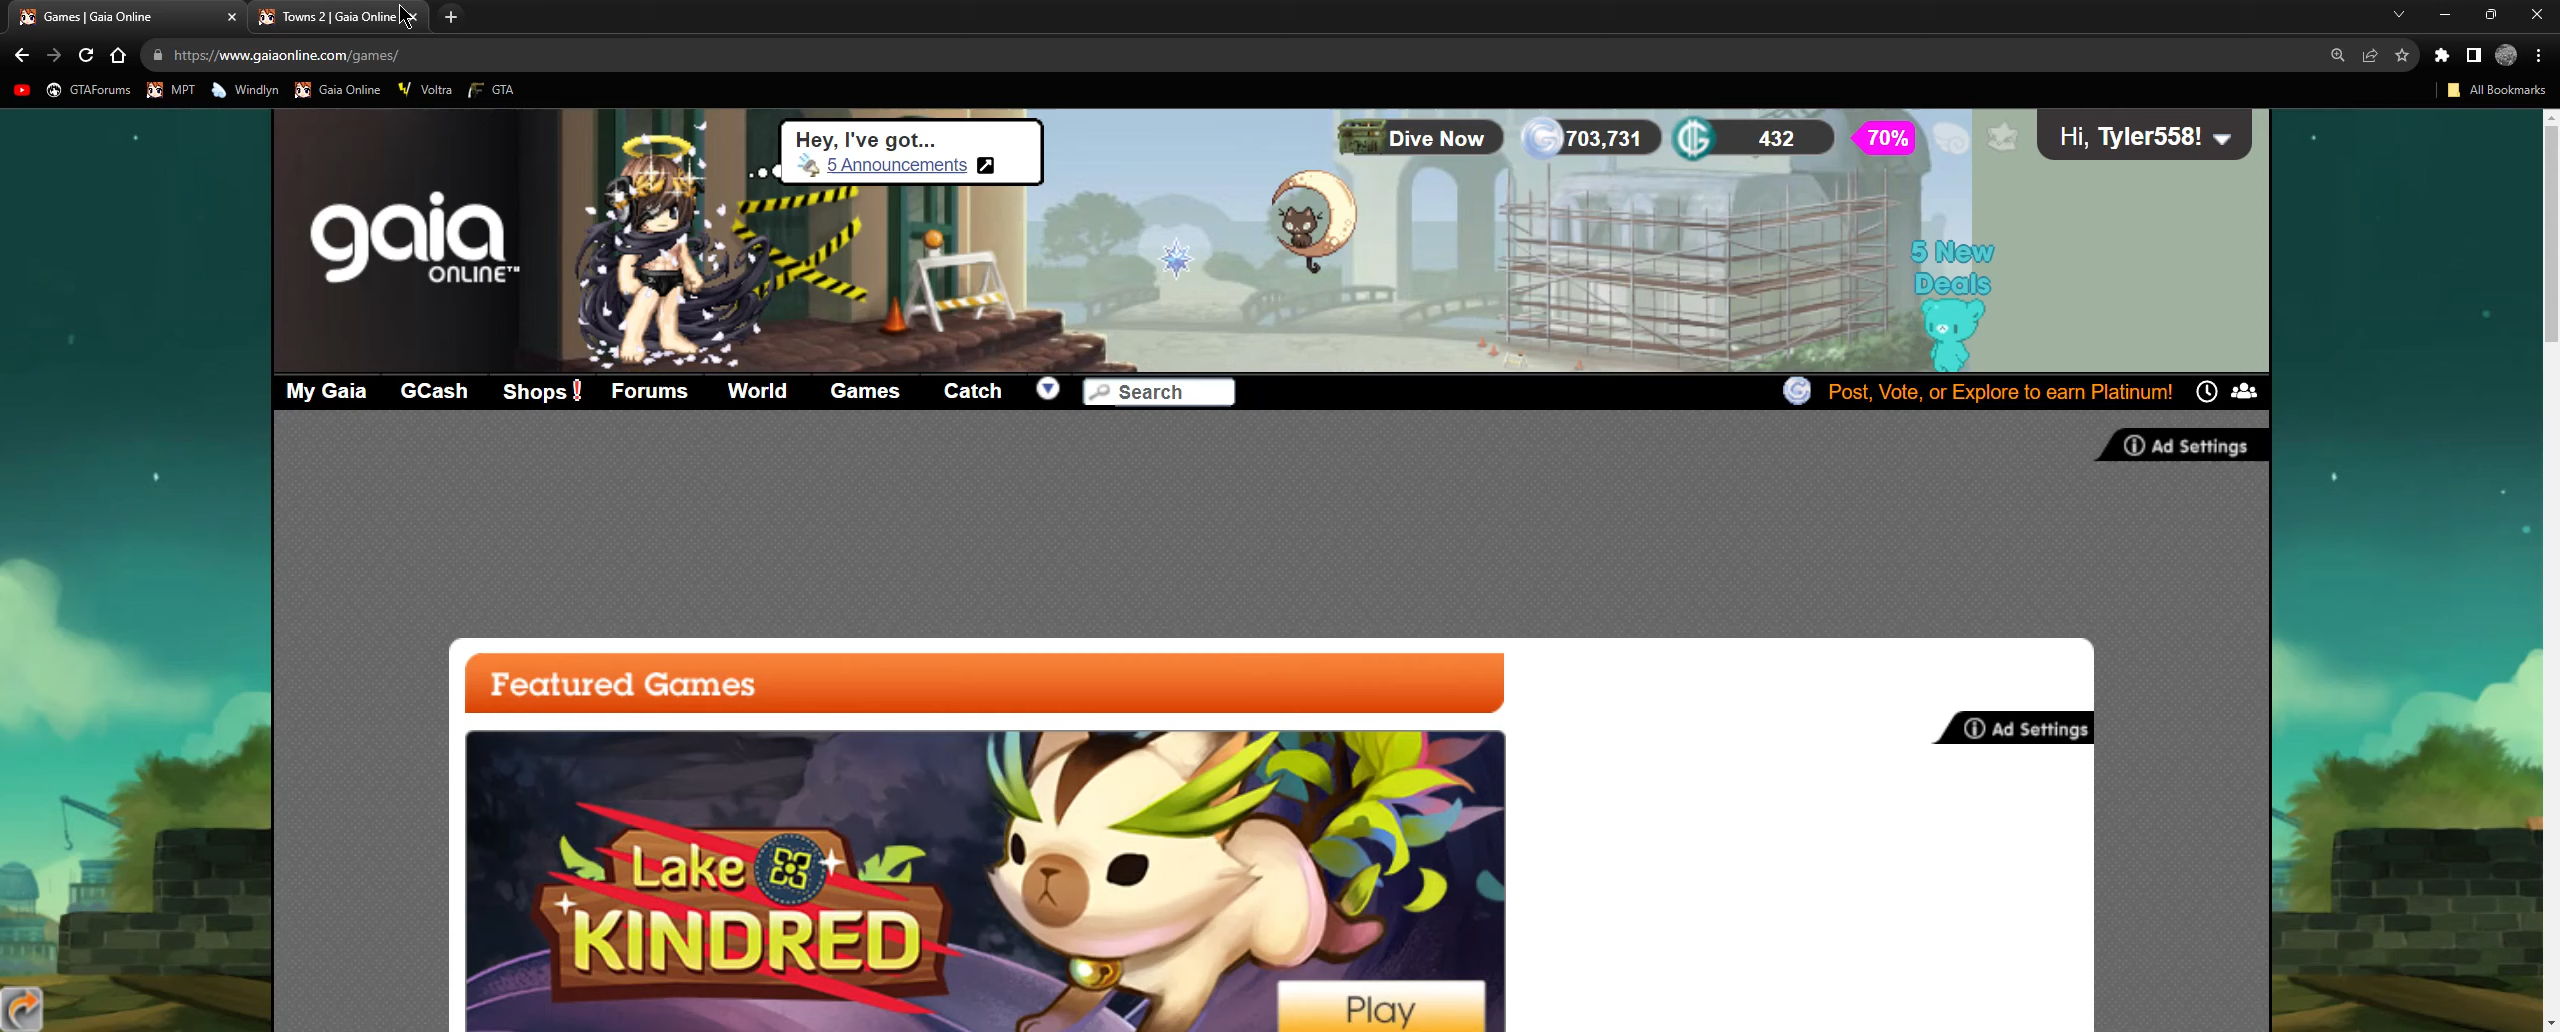 Games | Gaia Online
Towns 2 | Gaia Online
https://www.gaiaonline.com/games/
GTAForums
MPT
Windlyn
Gaia Online
Voltra
GTA
All Bookmarks
Hey, I've got...
5 Announcements
Dive Now
703,731
432
70%
Hi, Tyler558!
gaia
ONLINE™
5 New
Deals
My Gaia
GCash
Shops!
Forums
World
Games
Catch
Search
Post, Vote, or Explore to earn Platinum!
Ad Settings
Featured Games
Ad Settings
Lake
KINDRED
Play